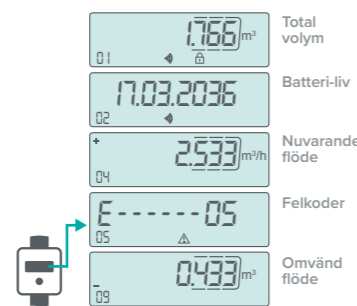 1.766 m³
01
Total
volym
17.03.2036
02
Batteri-liv
+
2.533 m³/h
04
Nuvarande
flöde
E------05
05
Felkoder
-
0.433 m³
09
Omvänd
flöde